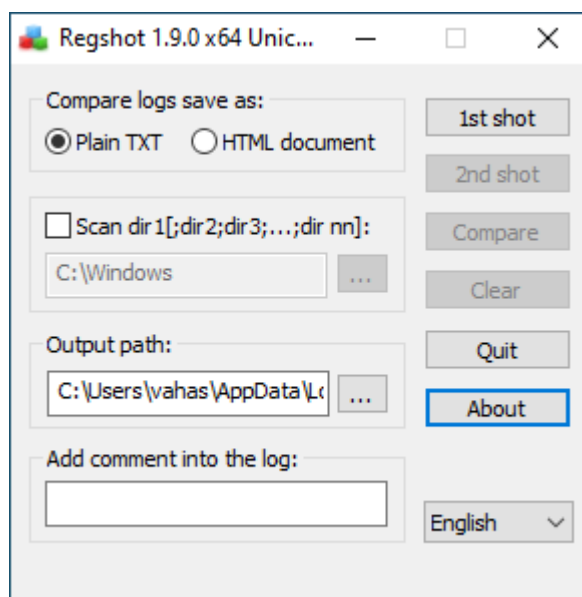 Regshot 1.9.0 x64 Unic...
Compare logs save as:
Plain TXT HTML document
1st shot
2nd shot
Scan dir1[;dir2;dir3;...;dir nn]:
C:\Windows ...
Compare
Clear
Output path:
C:\Users\vahas\AppData\Lo ...
Quit
About
Add comment into the log:
English